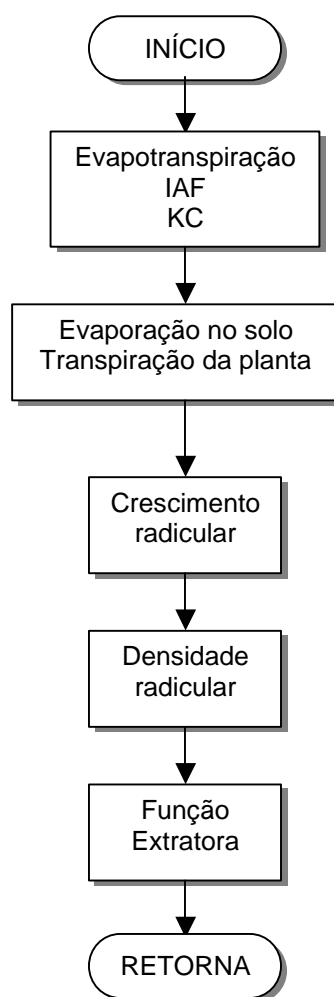 INÍCIO
Evapotranspiração
IAF
KC
Evaporação no solo
Transpiração da planta
Crescimento
radicular
Densidade
radicular
Função
Extratora
RETORNA